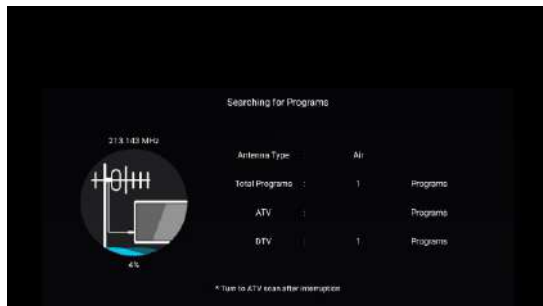 Searching for Programs
213.143 MHz
Antenna Type : Air
Total Programs : 1 Programs
ATV : Programs
DTV : 1 Programs
4%
* Turn to ATV scan after interruption